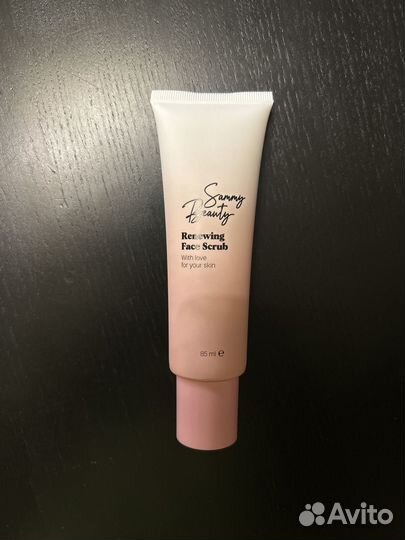 Sammy
Beauty
Renewing
Face Scrub
With love
for your skin
85 ml ℮
Avito